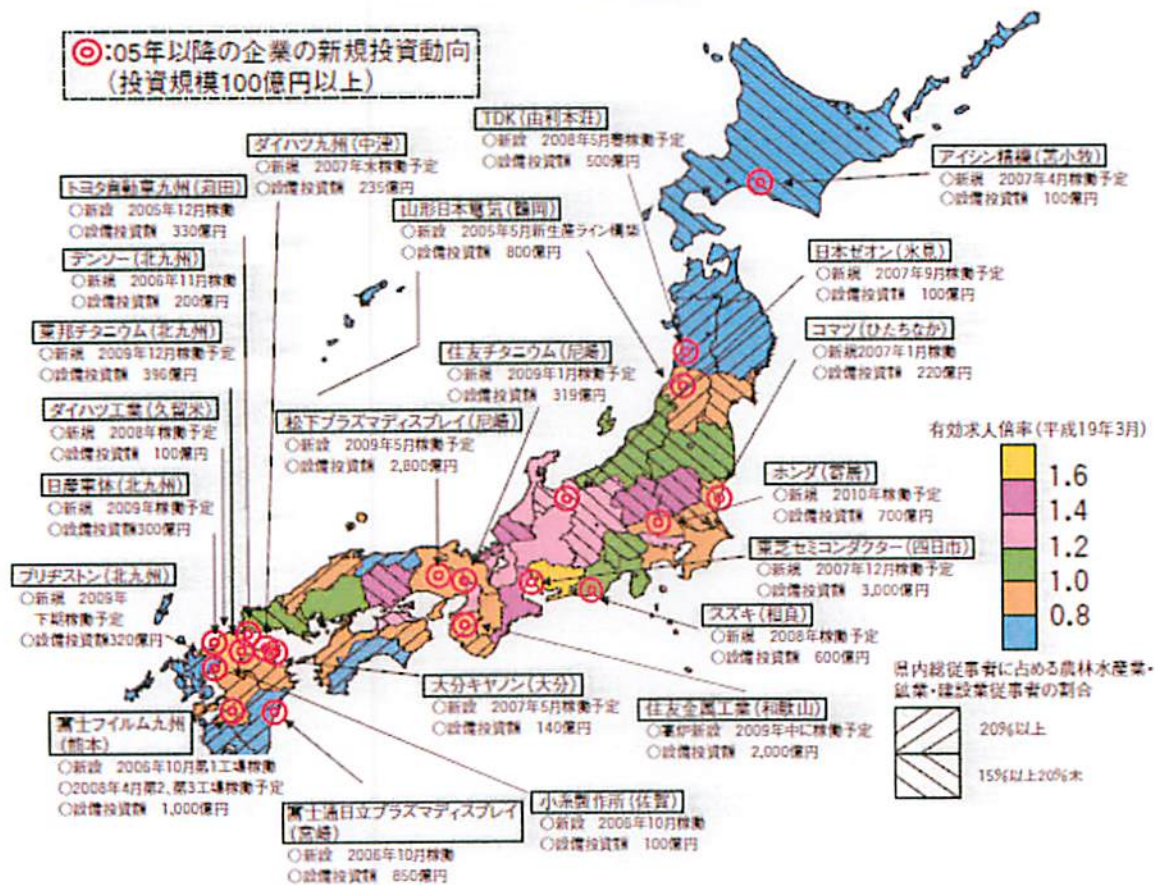 ◎:05年以降の企業の新規投資動向
(投資規模100億円以上)
TDK(由利本荘)
○新設 2008年5月春稼働予定
○設備投資額 500億円
ダイハツ九州(中津)
○新規 2007年末稼働予定
○設備投資額 235億円
アイシン精機(苫小牧)
○新規 2007年4月稼働予定
○設備投資額 100億円
トヨタ自動車九州(苅田)
○新設 2005年12月稼働
○設備投資額 330億円
山形日本電気(鶴岡)
○新設 2005年5月新生産ライン構築
○設備投資額 800億円
日本ゼオン(氷見)
○新規 2007年9月稼働予定
○設備投資額 100億円
デンソー(北九州)
○新規 2006年11月稼働
○設備投資額 200億円
東邦チタニウム(北九州)
○新規 2009年12月稼働予定
○設備投資額 396億円
コマツ(ひたちなか)
○新規2007年1月稼働
○設備投資額 220億円
住友チタニウム(尼崎)
○新規 2009年1月稼働予定
○設備投資額 319億円
ダイハツ工業(久留米)
○新規 2008年稼働予定
○設備投資額 100億円
松下プラズマディスプレイ(尼崎)
○新設 2009年5月稼働予定
○設備投資額 2,800億円
有効求人倍率(平成19年3月)
1.6
1.4
1.2
1.0
0.8
日産車体(北九州)
○新規 2009年稼働予定
○設備投資額300億円
ホンダ(寄居)
○新規 2010年稼働予定
○設備投資額 700億円
東芝セミコンダクター(四日市)
○新規 2007年12月稼働予定
○設備投資額 3,000億円
ブリヂストン(北九州)
○新規 2009年
下期稼働予定
○設備投資額320億円
スズキ(相良)
○新規 2008年稼働予定
○設備投資額 600億円
県内総従事者に占める農林水産業・
鉱業・建設業従事者の割合
20%以上
15%以上20%未
大分キヤノン(大分)
○新設 2007年5月稼働予定
○設備投資額 140億円
住友金属工業(和歌山)
○高炉新設 2009年中に稼働予定
○設備投資額 2,000億円
富士フイルム九州
(熊本)
○新設 2006年10月第1工場稼働
○2008年4月第2、第3工場稼働予定
○設備投資額 1,000億円
富士通日立プラズマディスプレイ
(宮崎)
○新設 2006年10月稼働
○設備投資額 850億円
小糸製作所(佐賀)
○新設 2006年10月稼働
○設備投資額 100億円